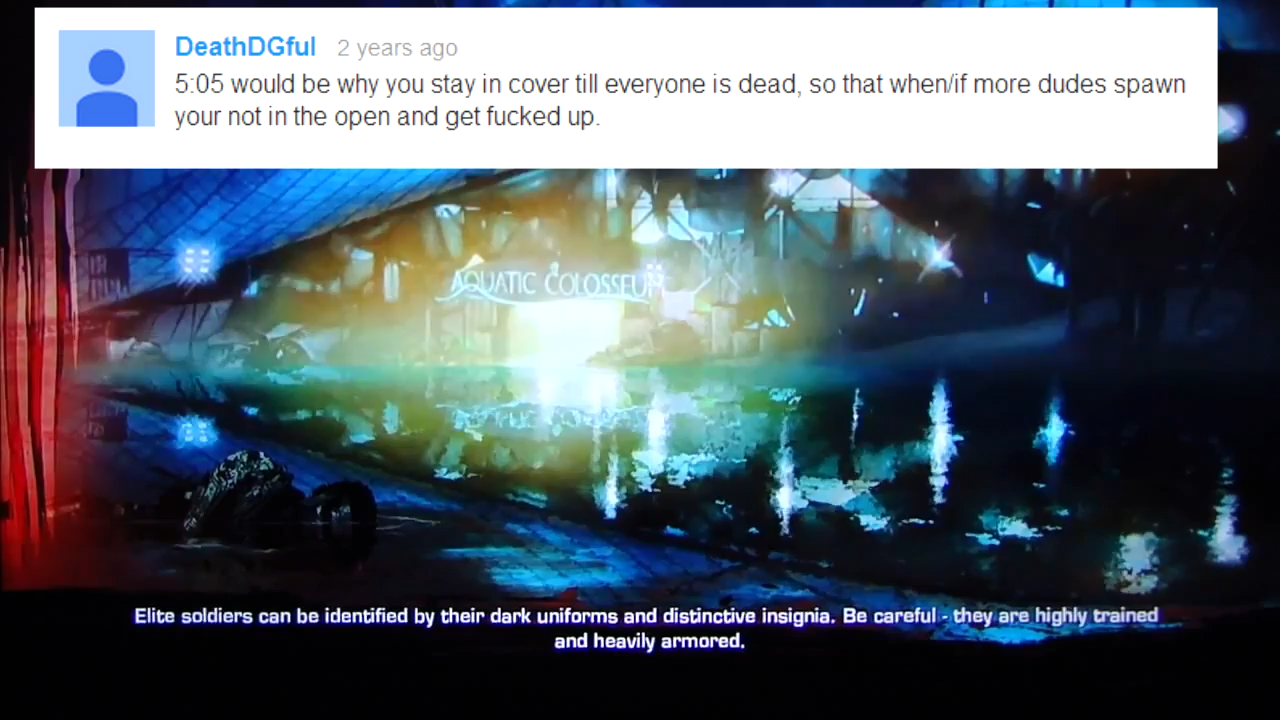 DeathDGful 2 years ago
5:05 would be why you stay in cover till everyone is dead, so that when/if more dudes spawn
your not in the open and get fucked up.
AQUATIC COLOSSEUM
Elite soldiers can be identified by their dark uniforms and distinctive insignia. Be careful - they are highly trained
and heavily armored.